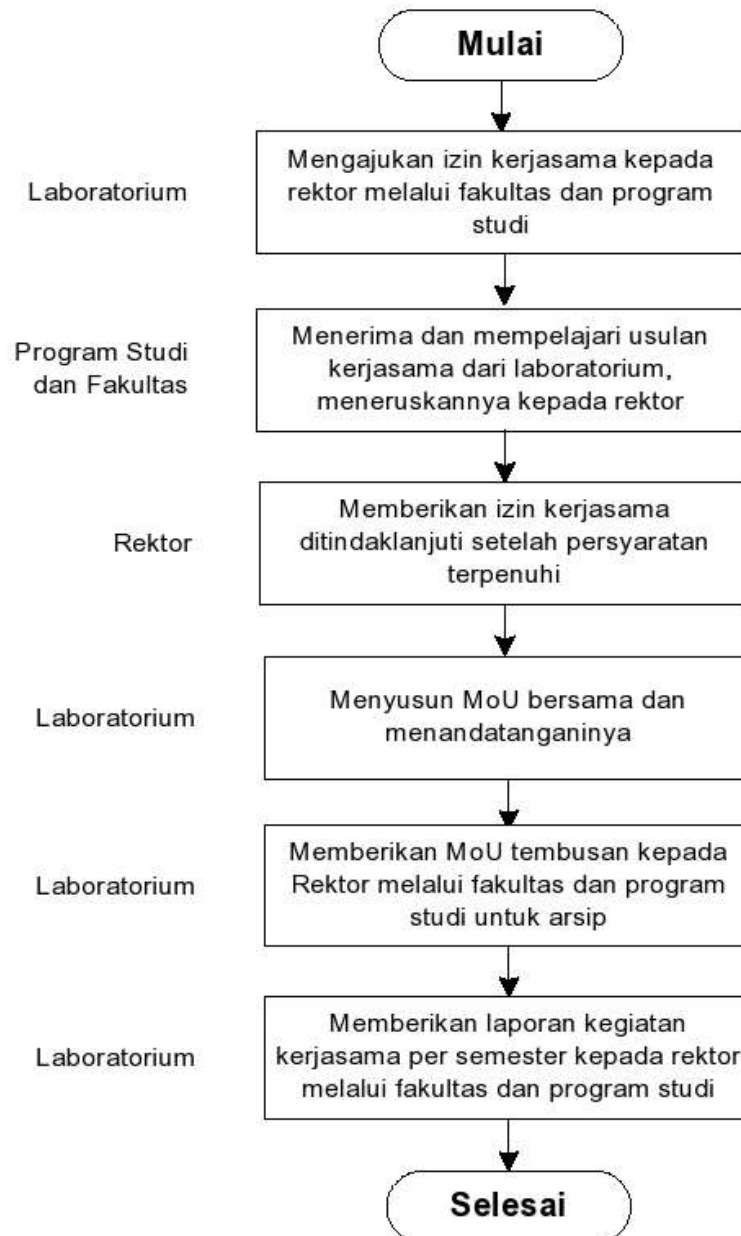 Mulai
Laboratorium
Mengajukan izin kerjasama kepada
rektor melalui fakultas dan program
studi
Program Studi
dan Fakultas
Menerima dan mempelajari usulan
kerjasama dari laboratorium,
meneruskannya kepada rektor
Rektor
Memberikan izin kerjasama
ditindaklanjuti setelah persyaratan
terpenuhi
Laboratorium
Menyusun MoU bersama dan
menandatanganinya
Laboratorium
Memberikan MoU tembusan kepada
Rektor melalui fakultas dan program
studi untuk arsip
Laboratorium
Memberikan laporan kegiatan
kerjasama per semester kepada rektor
melalui fakultas dan program studi
Selesai